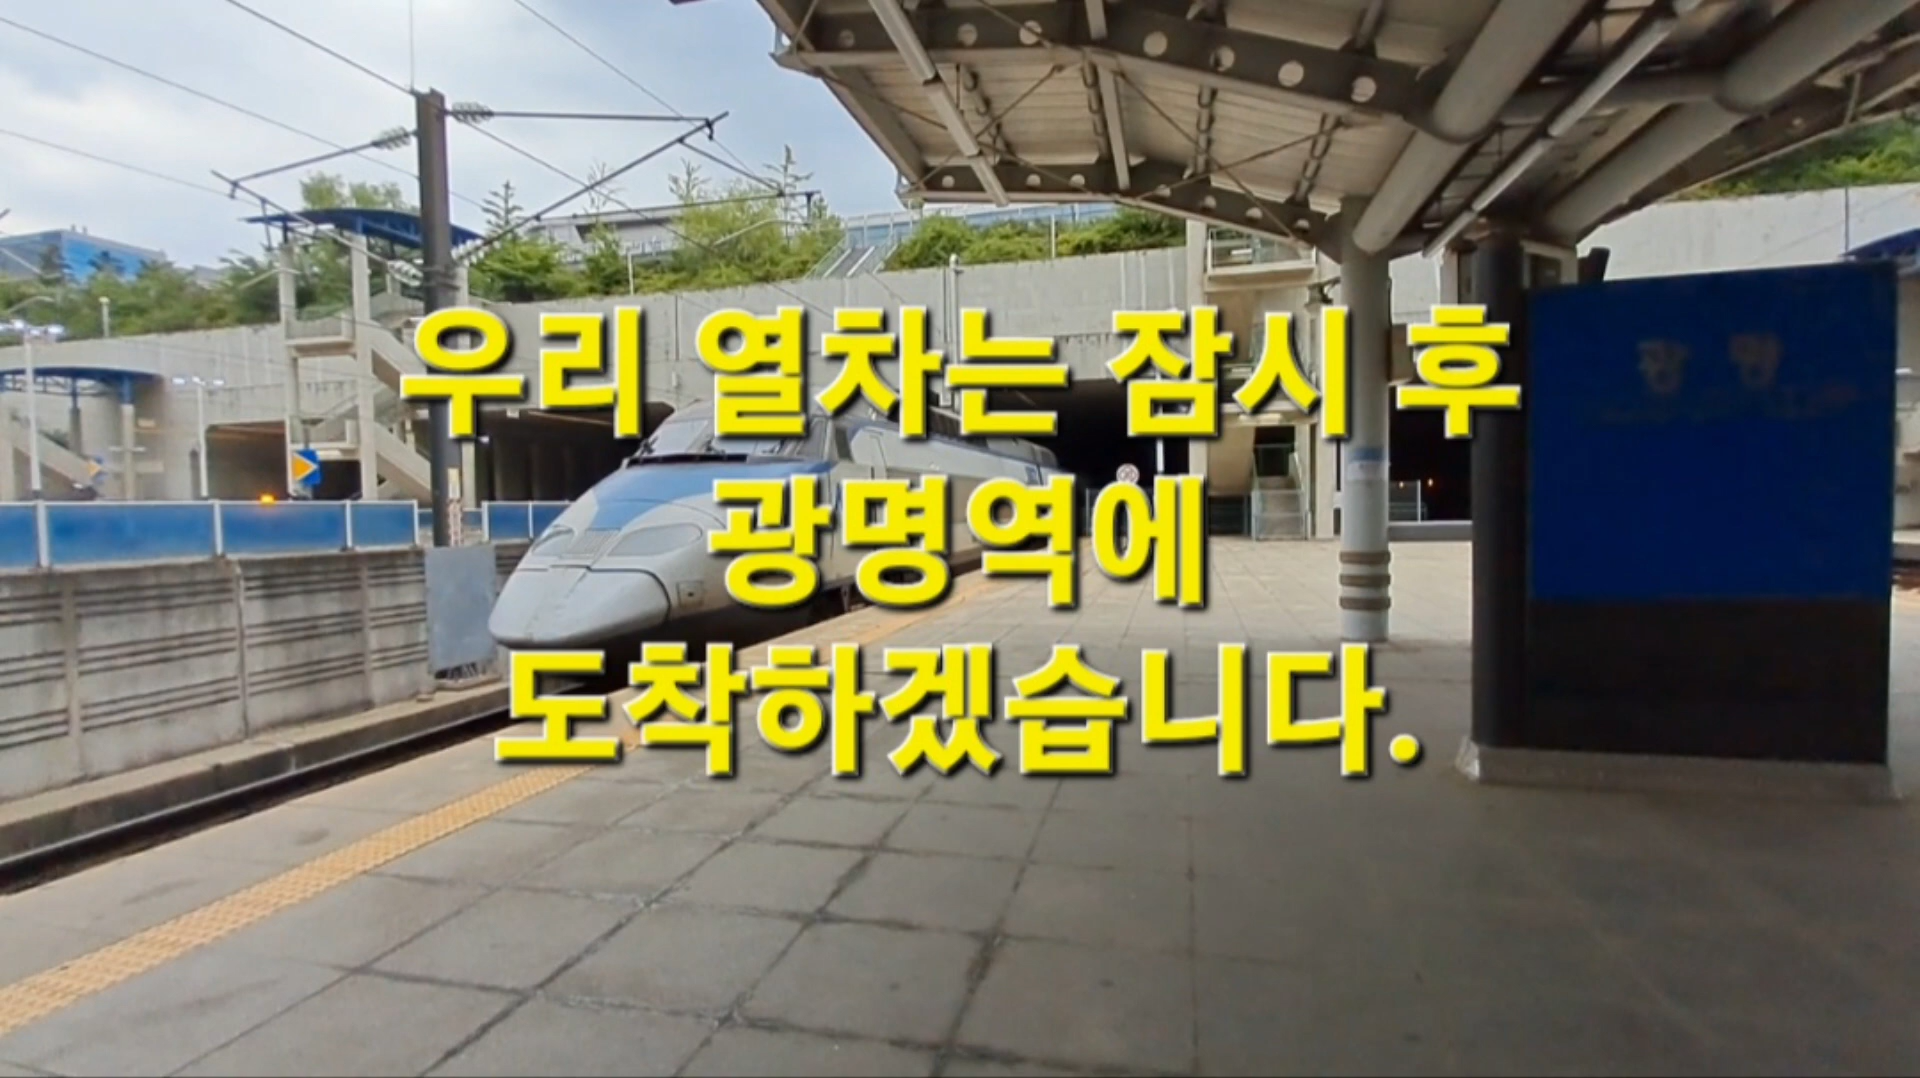 우리 열차는 잠시 후
광명역에
도착하겠습니다.